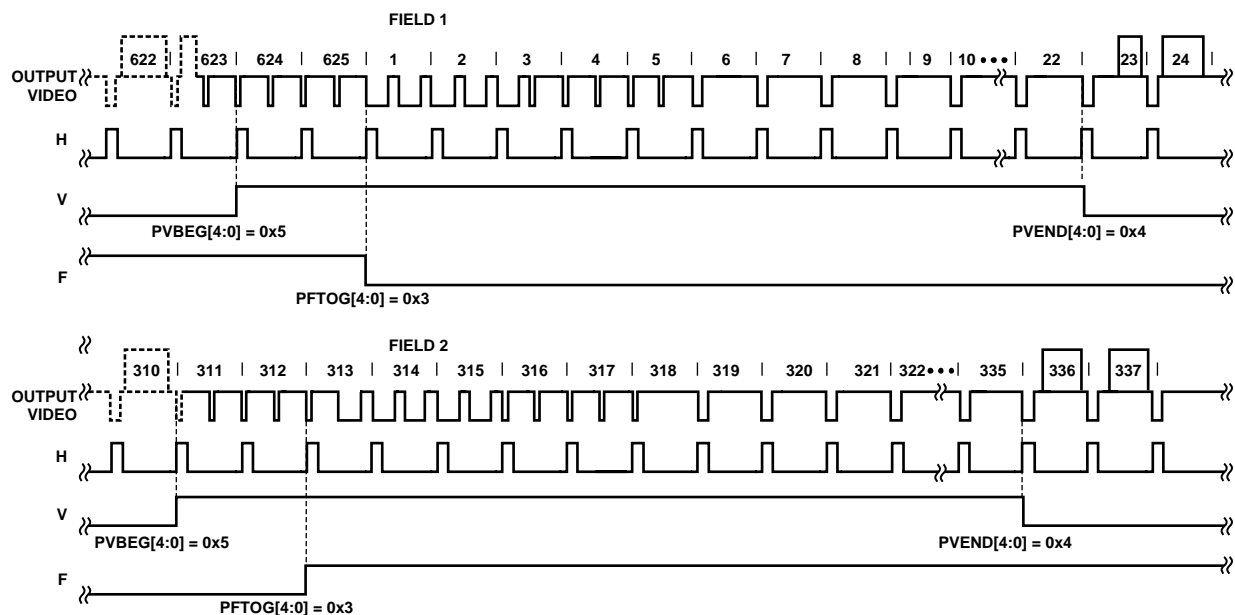 FIELD 1
622 | 623 | 624 | 625 | 1 | 2 | 3 | 4 | 5 | 6 | 7 | 8 | 9 | 10 ••• | 22 | 23 | 24 |
OUTPUT
VIDEO
H
V
PVBEG[4:0] = 0x5
PVEND[4:0] = 0x4
F
PFTOG[4:0] = 0x3
FIELD 2
310 | 311 | 312 | 313 | 314 | 315 | 316 | 317 | 318 | 319 | 320 | 321 | 322 ••• | 335 | 336 | 337 |
OUTPUT
VIDEO
H
V
PVBEG[4:0] = 0x5
PVEND[4:0] = 0x4
F
PFTOG[4:0] = 0x3